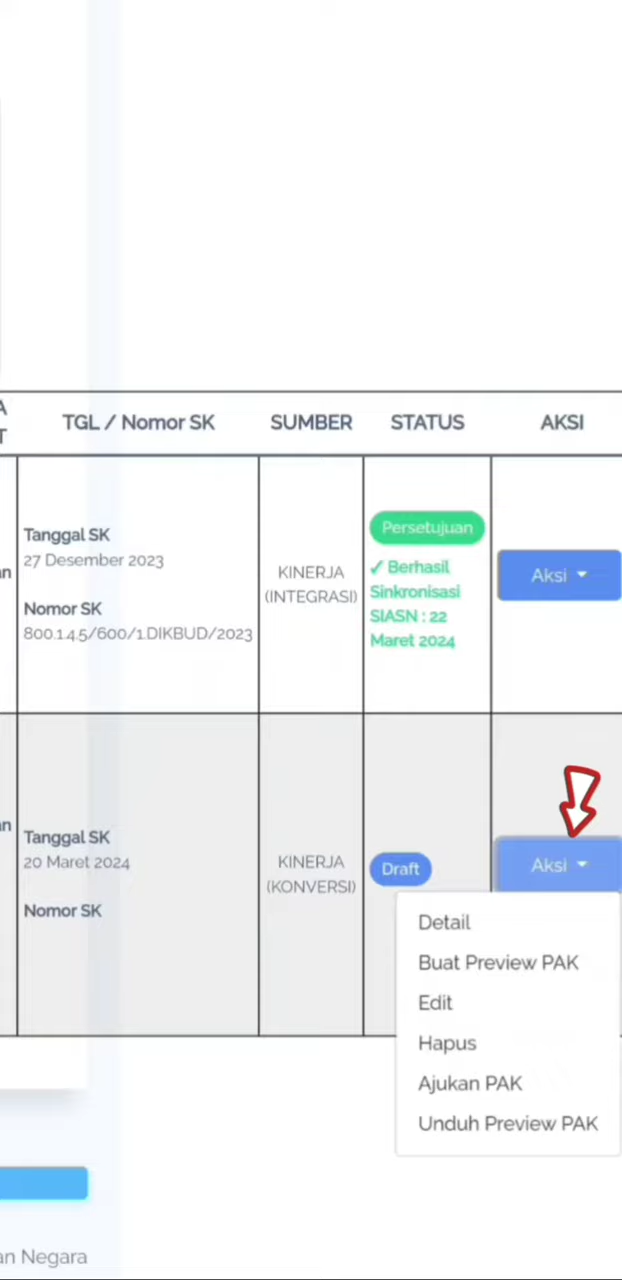 A
T
TGL / Nomor SK
SUMBER
STATUS
AKSI
an
Tanggal SK
27 Desember 2023
Nomor SK
800.1.4.5/600/1.DIKBUD/2023
KINERJA
(INTEGRASI)
Persetujuan
✓ Berhasil
Sinkronisasi
SIASN : 22
Maret 2024
Aksi
an
Tanggal SK
20 Maret 2024
Nomor SK
KINERJA
(KONVERSI)
Draft
Aksi
Detail
Buat Preview PAK
Edit
Hapus
Ajukan PAK
Unduh Preview PAK
an Negara